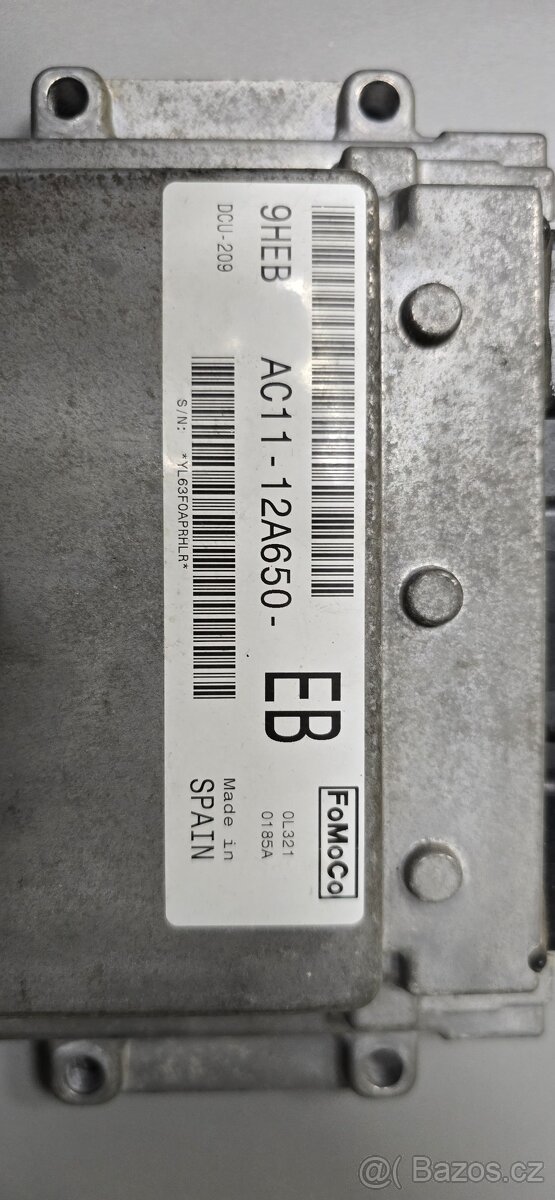 9HEB
DCU-209
AC11-12A650-
EB
S/N: *YL63F0APRHLR*
FoMoCo
0L321
0185A
Made in
SPAIN
@Bazos.cz